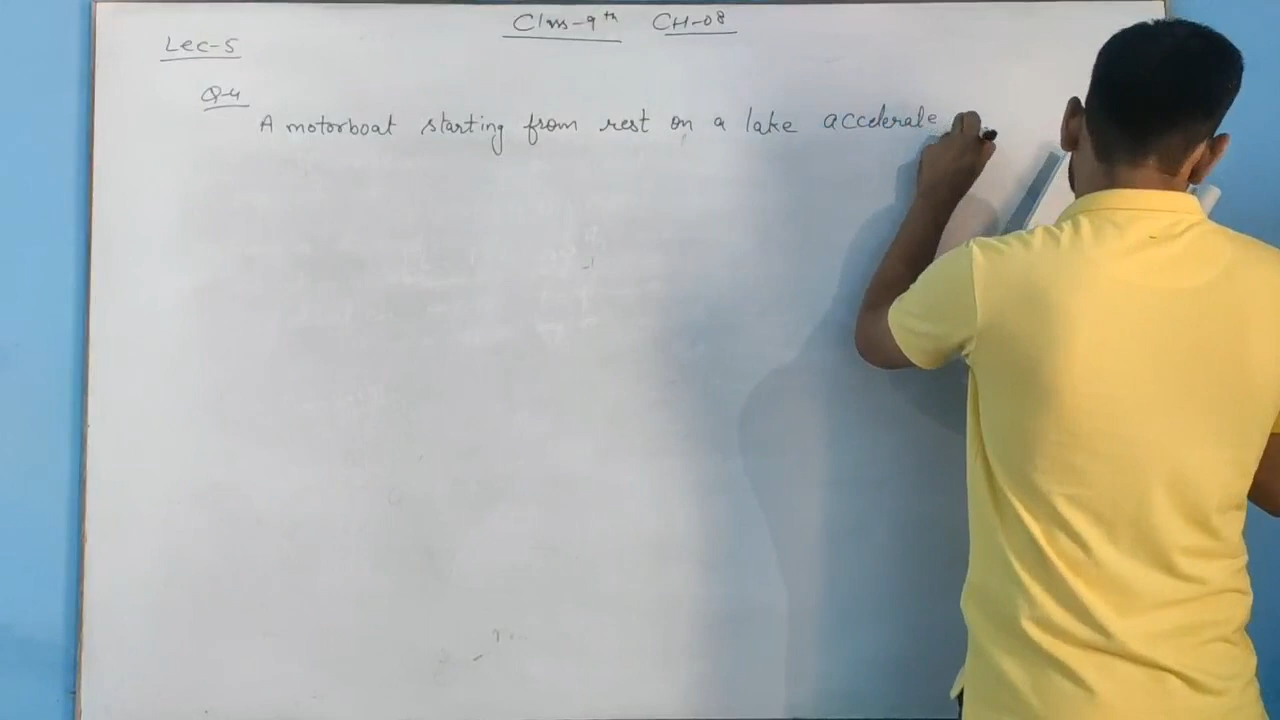 Class-9th CH-08
Lec-5
Q-4
A motorboat starting from rest on a lake accelerate